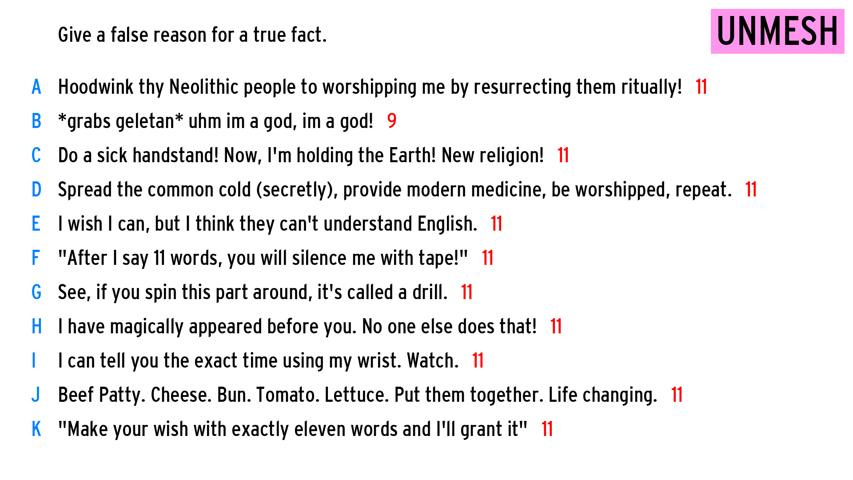 Give a false reason for a true fact.
UNMESH
A Hoodwink thy Neolithic people to worshipping me by resurrecting them ritually! 11
B *grabs geletan* uhm im a god, im a god! 9
C Do a sick handstand! Now, I'm holding the Earth! New religion! 11
D Spread the common cold (secretly), provide modern medicine, be worshipped, repeat. 11
E I wish I can, but I think they can't understand English. 11
F "After I say 11 words, you will silence me with tape!" 11
G See, if you spin this part around, it's called a drill. 11
H I have magically appeared before you. No one else does that! 11
I I can tell you the exact time using my wrist. Watch. 11
J Beef Patty. Cheese. Bun. Tomato. Lettuce. Put them together. Life changing. 11
K "Make your wish with exactly eleven words and I'll grant it" 11